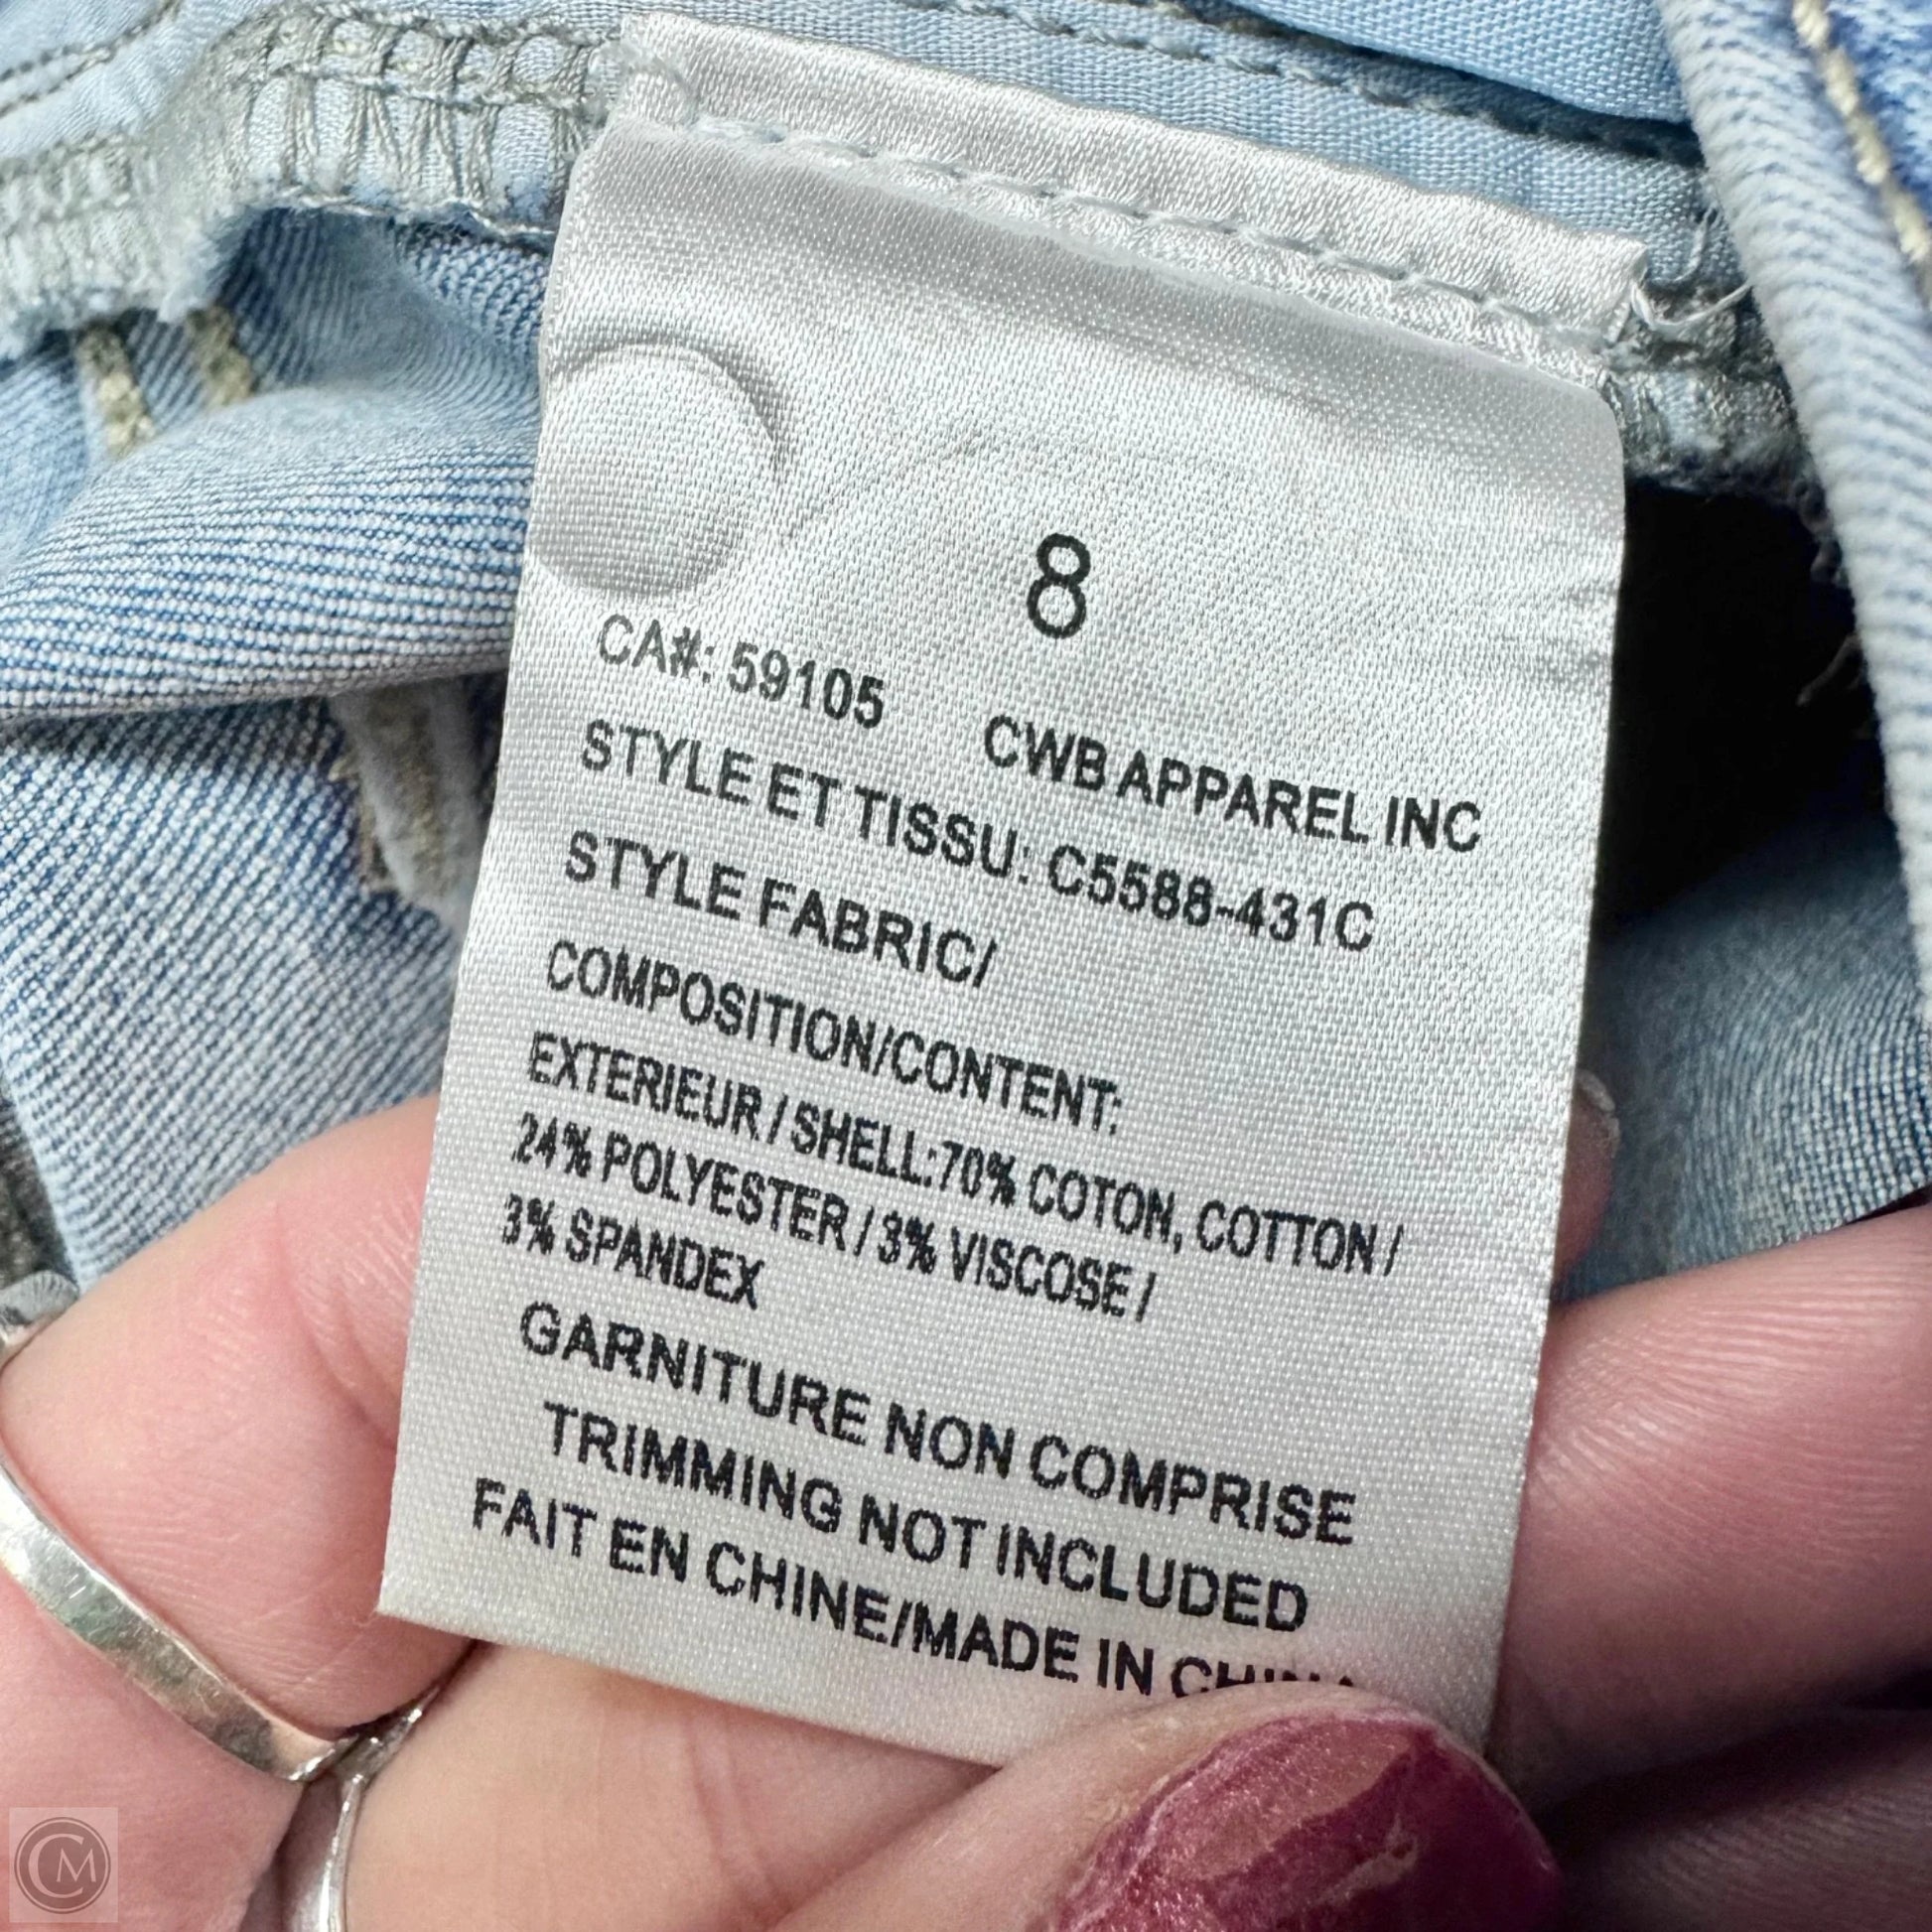 8
CA#: 59105 CWB APPAREL INC
STYLE ET TISSU: C5588-431C
STYLE FABRIC/
COMPOSITION/CONTENT:
EXTERIEUR / SHELL:70% COTON, COTTON /
24% POLYESTER / 3% VISCOSE /
3% SPANDEX
GARNITURE NON COMPRISE
TRIMMING NOT INCLUDED
FAIT EN CHINE/MADE IN CHINA
CM